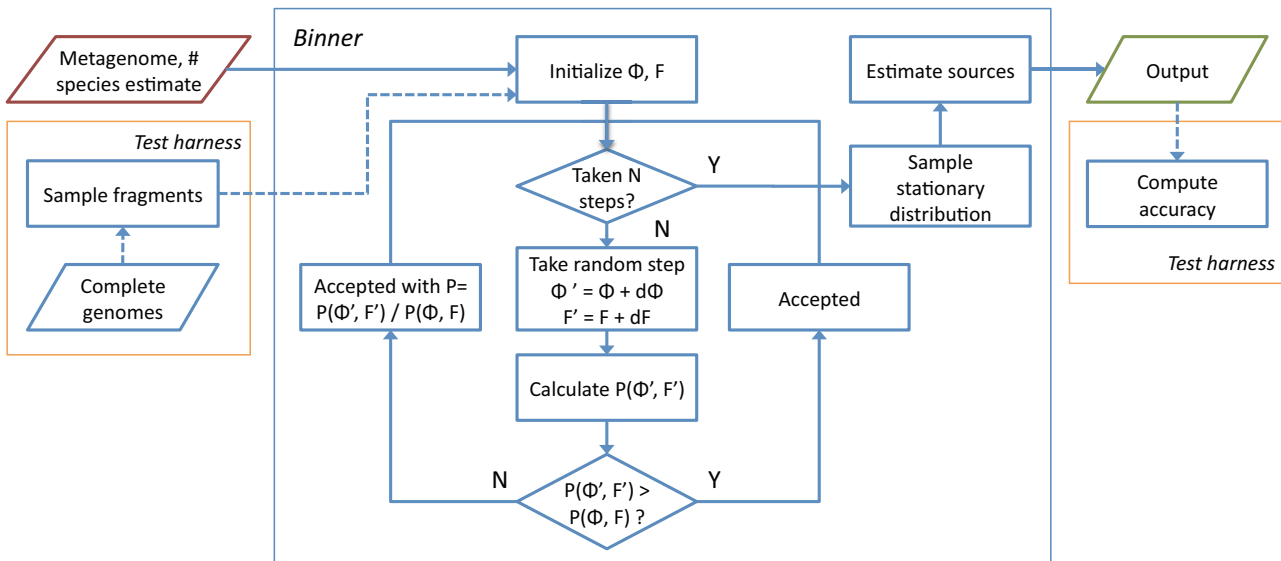 Binner
Metagenome, #
species estimate
Initialize Φ, F
Estimate sources
Output
Test harness
Sample fragments
Complete
genomes
Taken N
steps?
Y
N
Sample
stationary
distribution
Compute
accuracy
Test harness
Take random step
Φ ’ = Φ + dΦ
F’ = F + dF
Accepted with P=
P(Φ’, F’) / P(Φ, F)
Accepted
Calculate P(Φ’, F’)
N
Y
P(Φ’, F’) >
P(Φ, F) ?